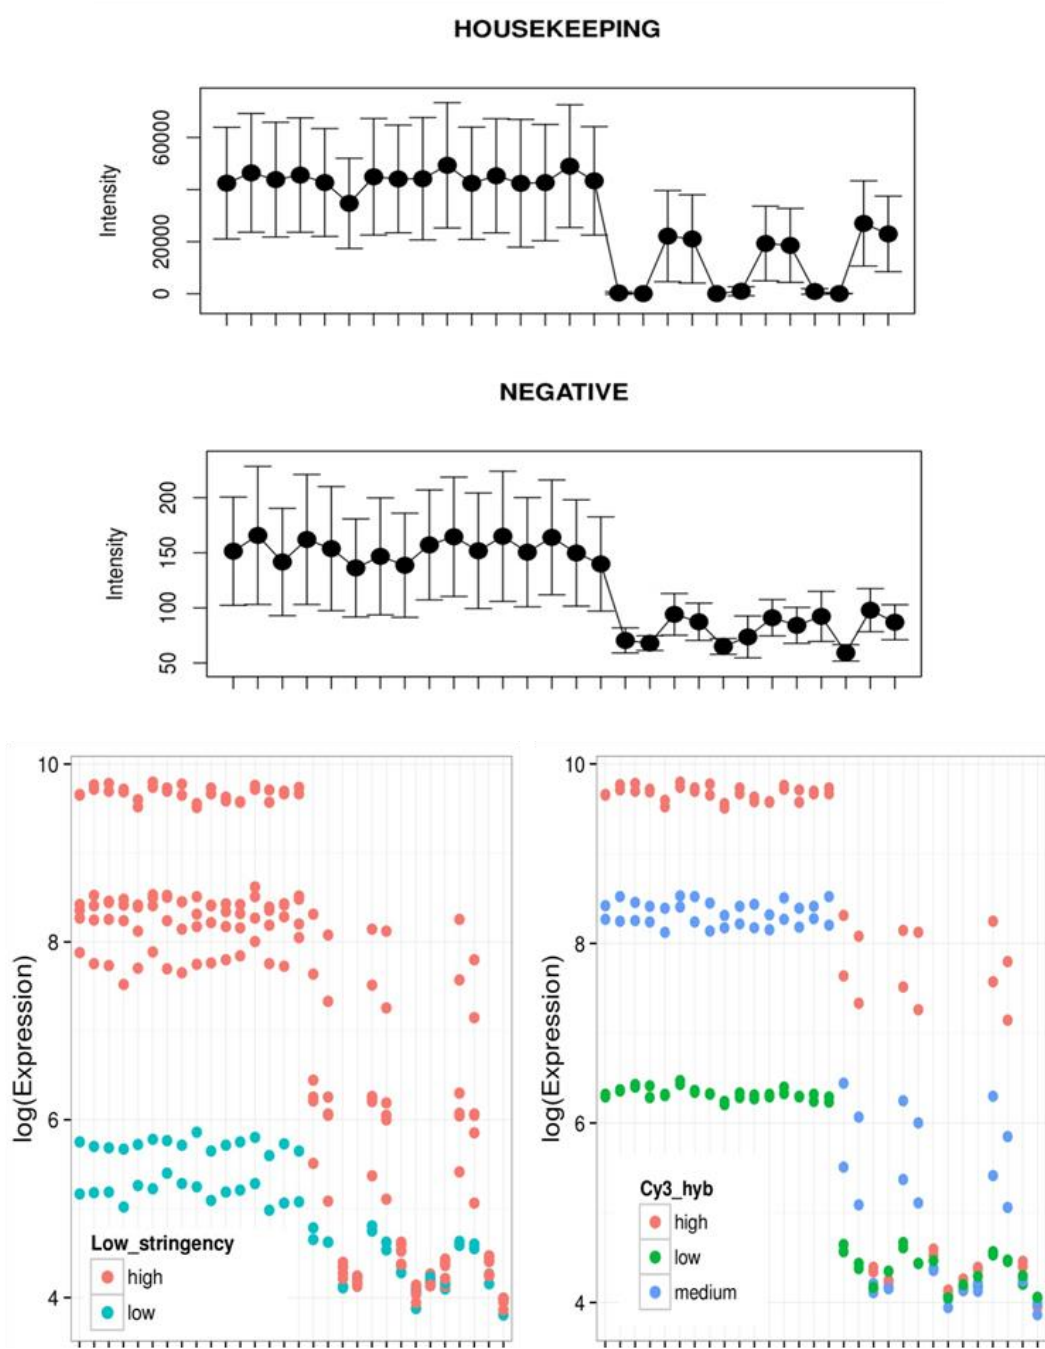 HOUSEKEEPING
Intensity
60000
20000
0
NEGATIVE
Intensity
200
150
100
50
10
8
6
4
log(Expression)
Low_stringency
high
low
10
8
6
4
log(Expression)
Cy3_hyb
high
low
medium